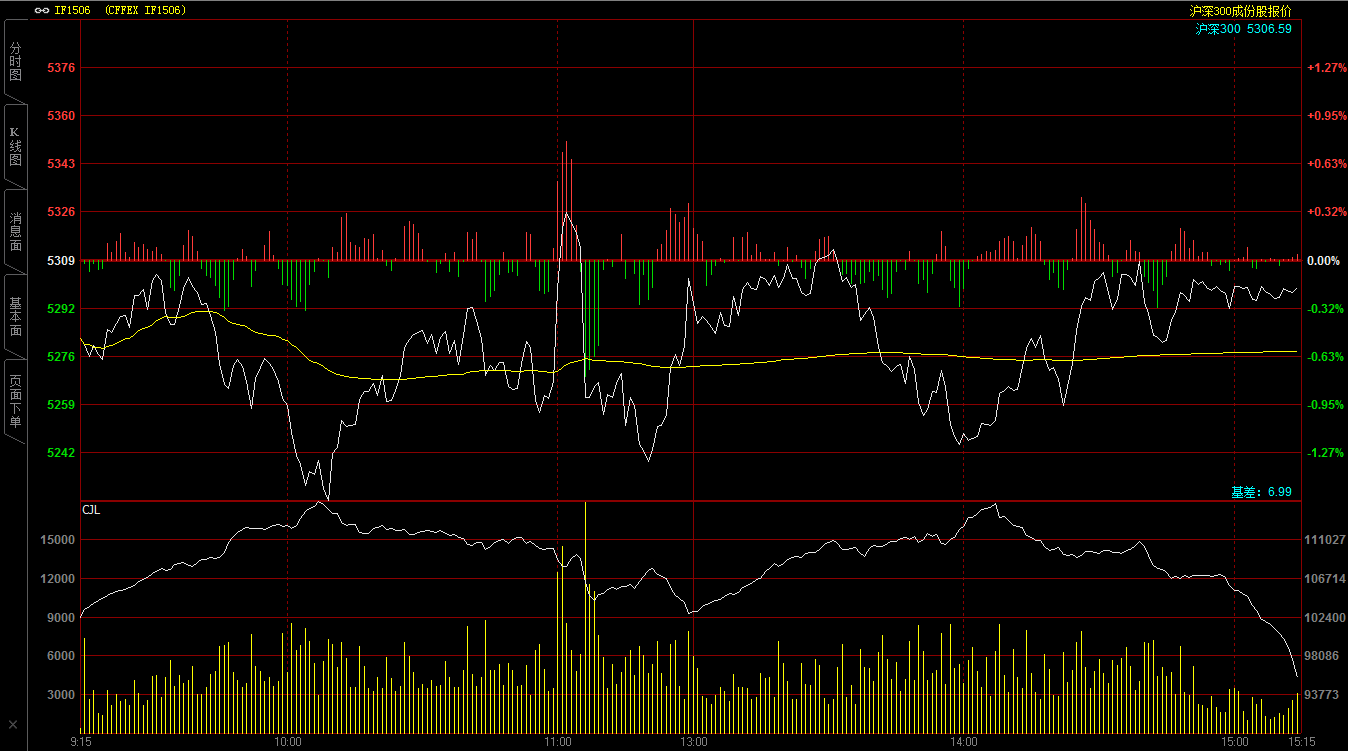 IF1506 (CFFEX IF1506)
沪深300成份股报价
沪深300 5306.59
分时图
K线图
消息面
基本面
页面下单
5376 +1.27%
5360 +0.95%
5343 +0.63%
5326 +0.32%
5309 0.00%
5292 -0.32%
5276 -0.63%
5259 -0.95%
5242 -1.27%
基差: 6.99
CJL
15000 111027
12000 106714
9000 102400
6000 98086
3000 93773
9:15 10:00 11:00 13:00 14:00 15:00 15:15